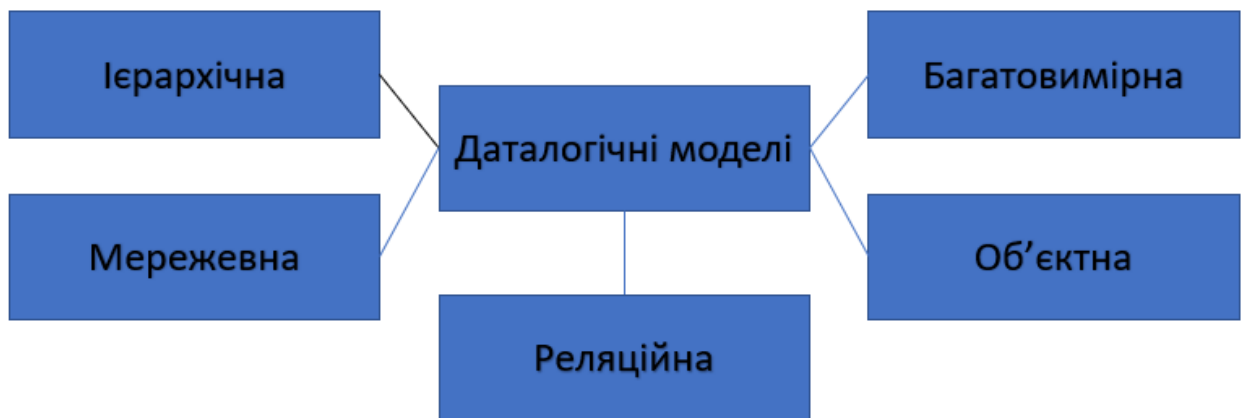 Ієрархічна
Багатовимірна
Даталогічні моделі
Мережевна
Об’єктна
Реляційна